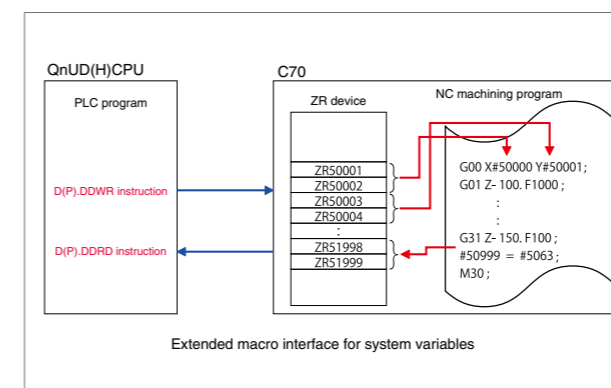 QnUD(H)CPU
PLC program
D(P).DDWR instruction
D(P).DDRD instruction
C70
ZR device
ZR50001
ZR50002
ZR50003
ZR50004
:
ZR51998
ZR51999
NC machining program
G00 X#50000 Y#50001;
G01 Z- 100. F1000 ;
:
:
G31 Z- 150. F100 ;
#50999 = #5063 ;
M30 ;
Extended macro interface for system variables